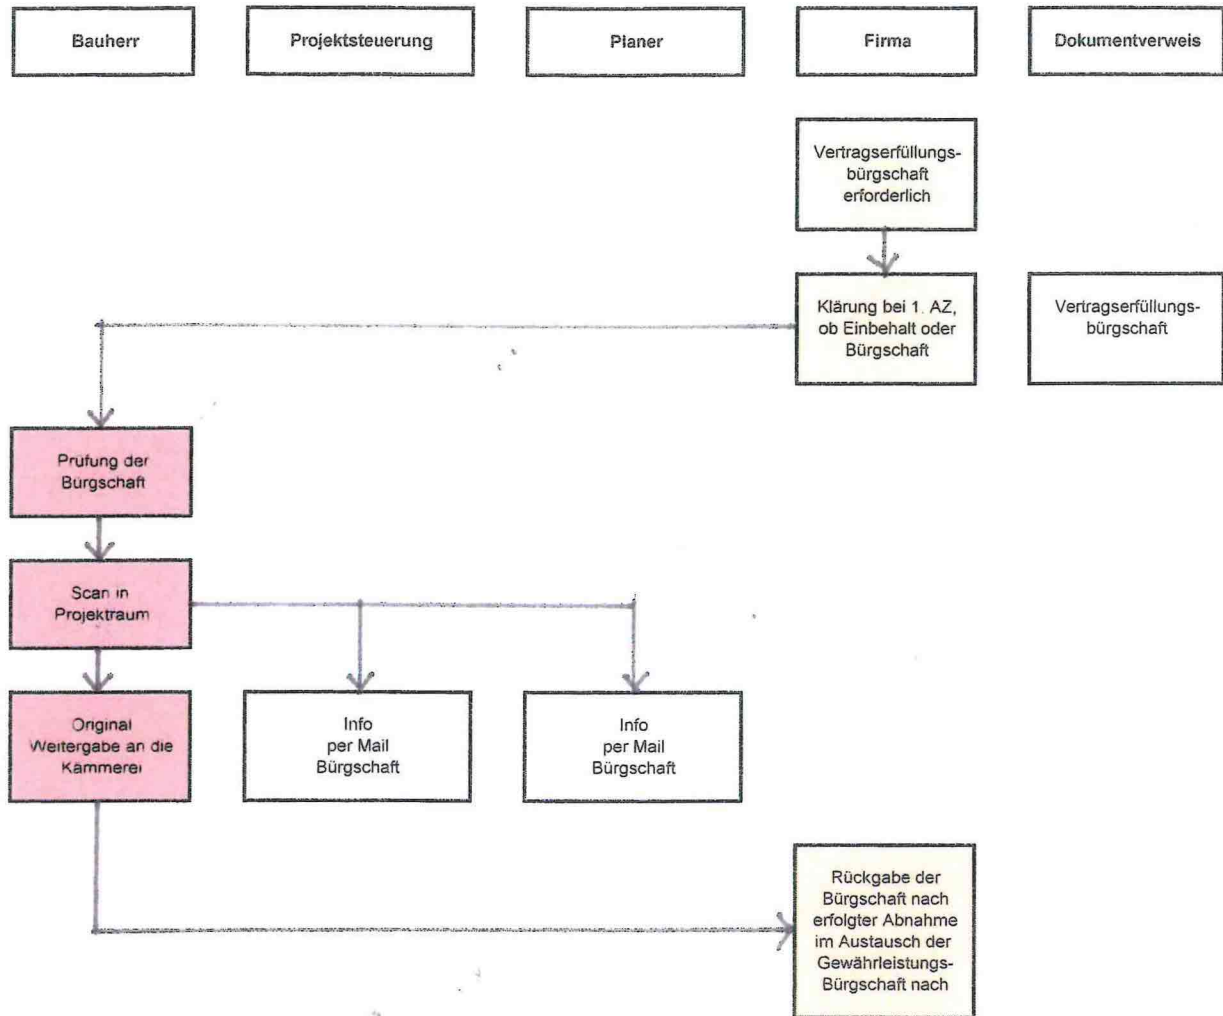 Bauherr
Projektsteuerung
Planer
Firma
Dokumentverweis
Vertragserfüllungs-
bürgschaft
erforderlich
Klärung bei 1. AZ,
ob Einbehalt oder
Bürgschaft
Vertragserfüllungs-
bürgschaft
Prüfung der
Bürgschaft
Scan in
Projektraum
Original
Weitergabe an die
Kämmerei
Info
per Mail
Bürgschaft
Info
per Mail
Bürgschaft
Rückgabe der
Bürgschaft nach
erfolgter Abnahme
im Austausch der
Gewährleistungs-
Bürgschaft nach